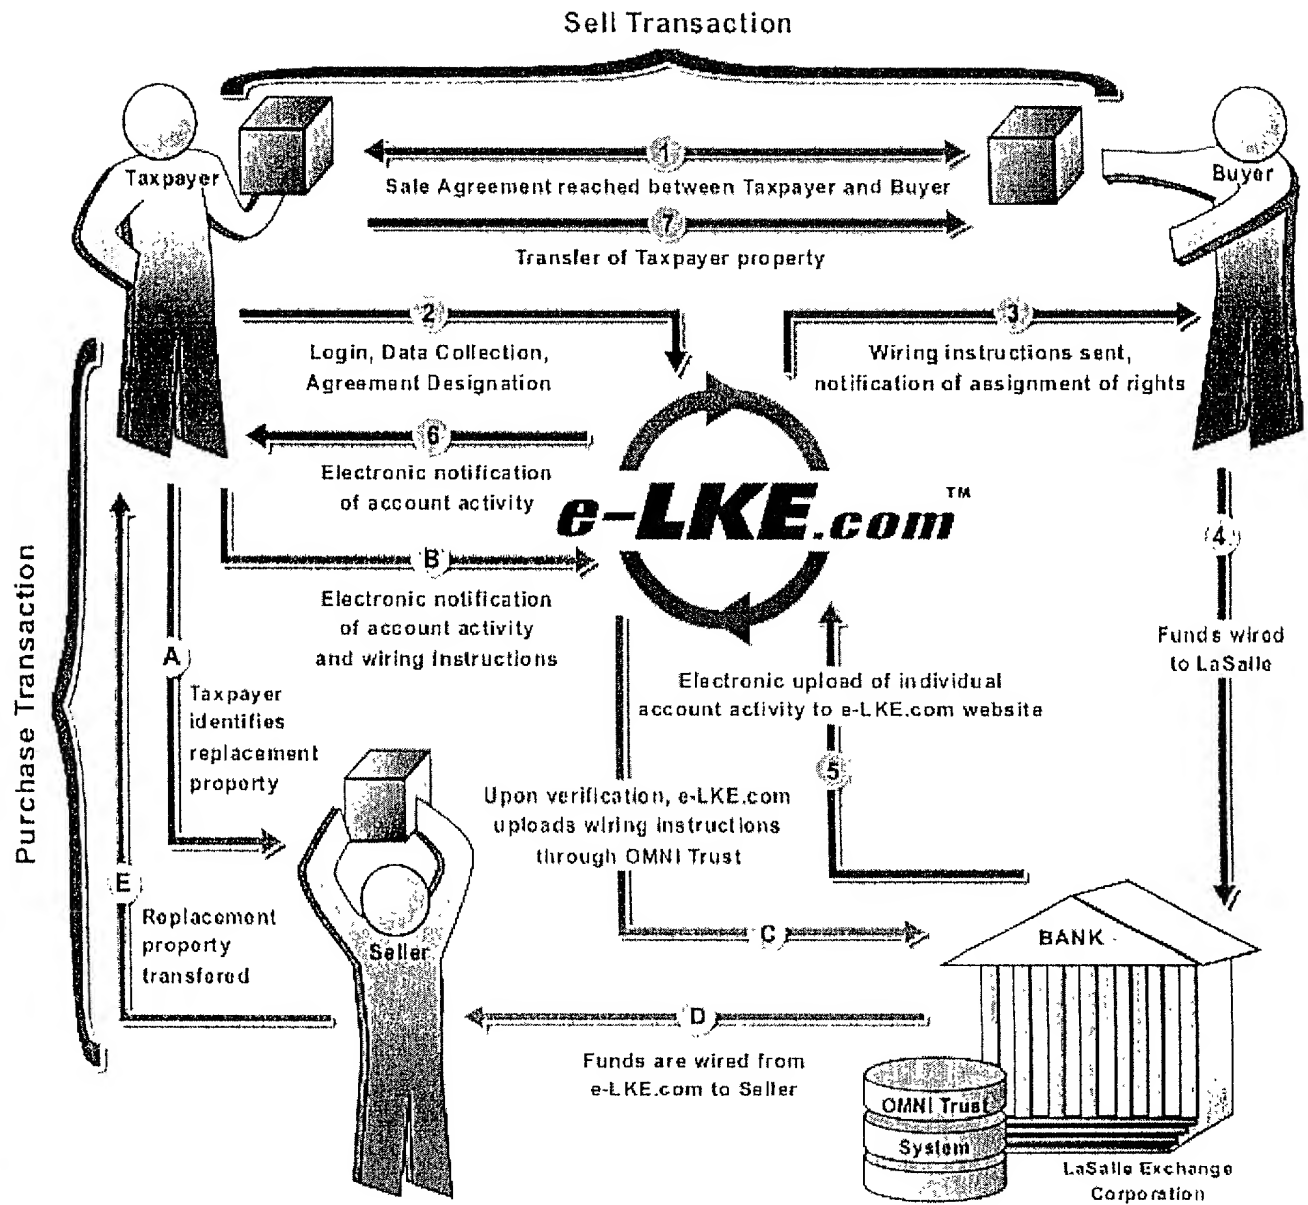 Sell Transaction
Taxpayer
Buyer
1
Sale Agreement reached between Taxpayer and Buyer
7
Transfer of Taxpayer property
2
Login, Data Collection,
Agreement Designation
3
Wiring instructions sent,
notification of assignment of rights
6
Electronic notification
of account activity
e-LKE.com™
B
Electronic notification
of account activity
and wiring instructions
4
Funds wired
to LaSalle
Purchase Transaction
A
Taxpayer
identifies
replacement
property
Electronic upload of individual
account activity to e-LKE.com website
5
Upon verification, e-LKE.com
uploads wiring instructions
through OMNI Trust
E
Replacement
property
transfered
Seller
C
BANK
D
Funds are wired from
e-LKE.com to Seller
OMNI Trust
System
LaSalle Exchange
Corporation